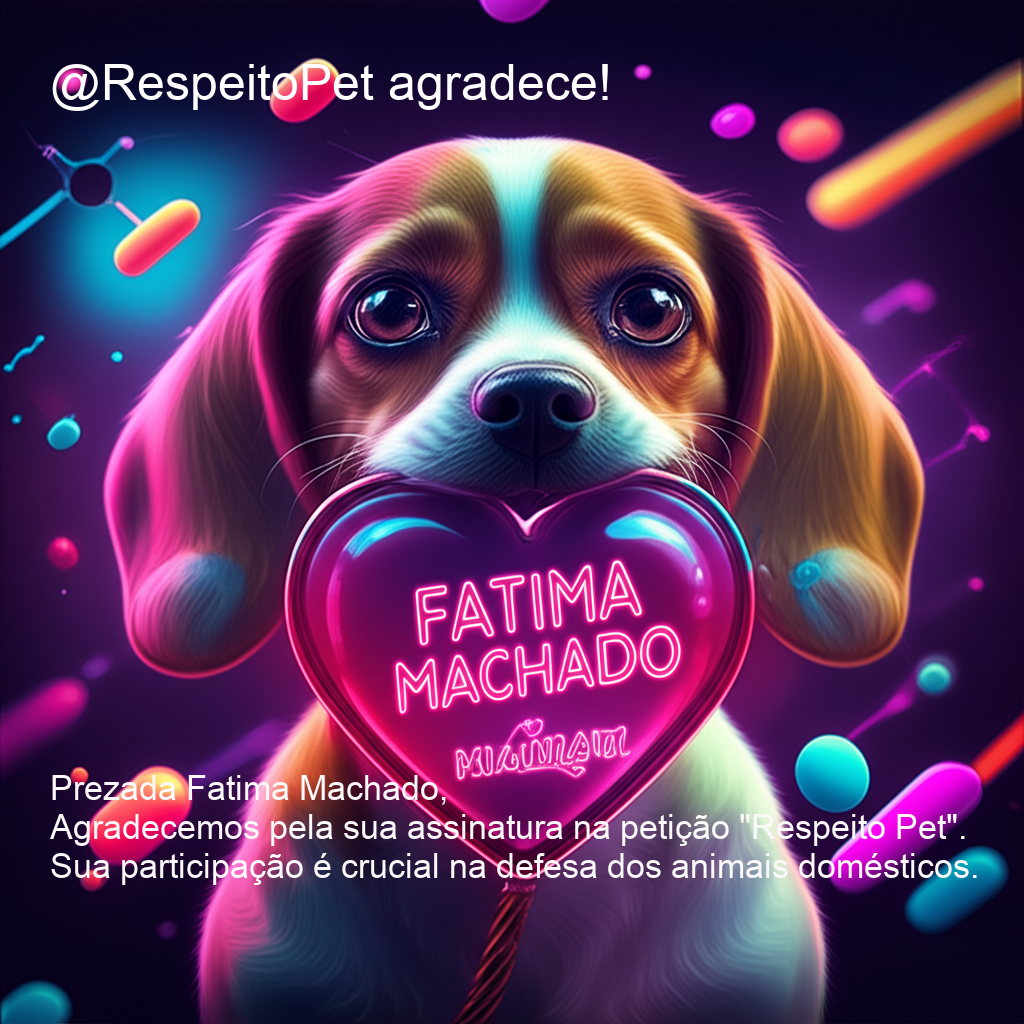 @RespeitoPet agradece!
FATIMA
MACHADO
Prezada Fatima Machado,
Agradecemos pela sua assinatura na petição "Respeito Pet".
Sua participação é crucial na defesa dos animais domésticos.